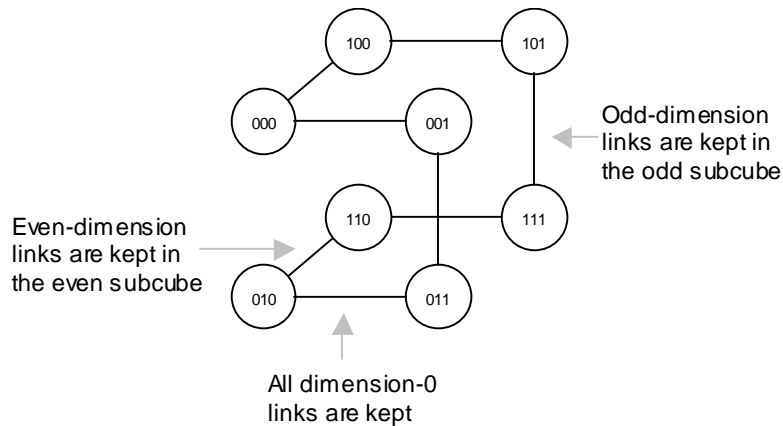 100
101
000
001
Odd-dimension
links are kept in
the odd subcube
110
111
Even-dimension
links are kept in
the even subcube
010
011
All dimension-0
links are kept